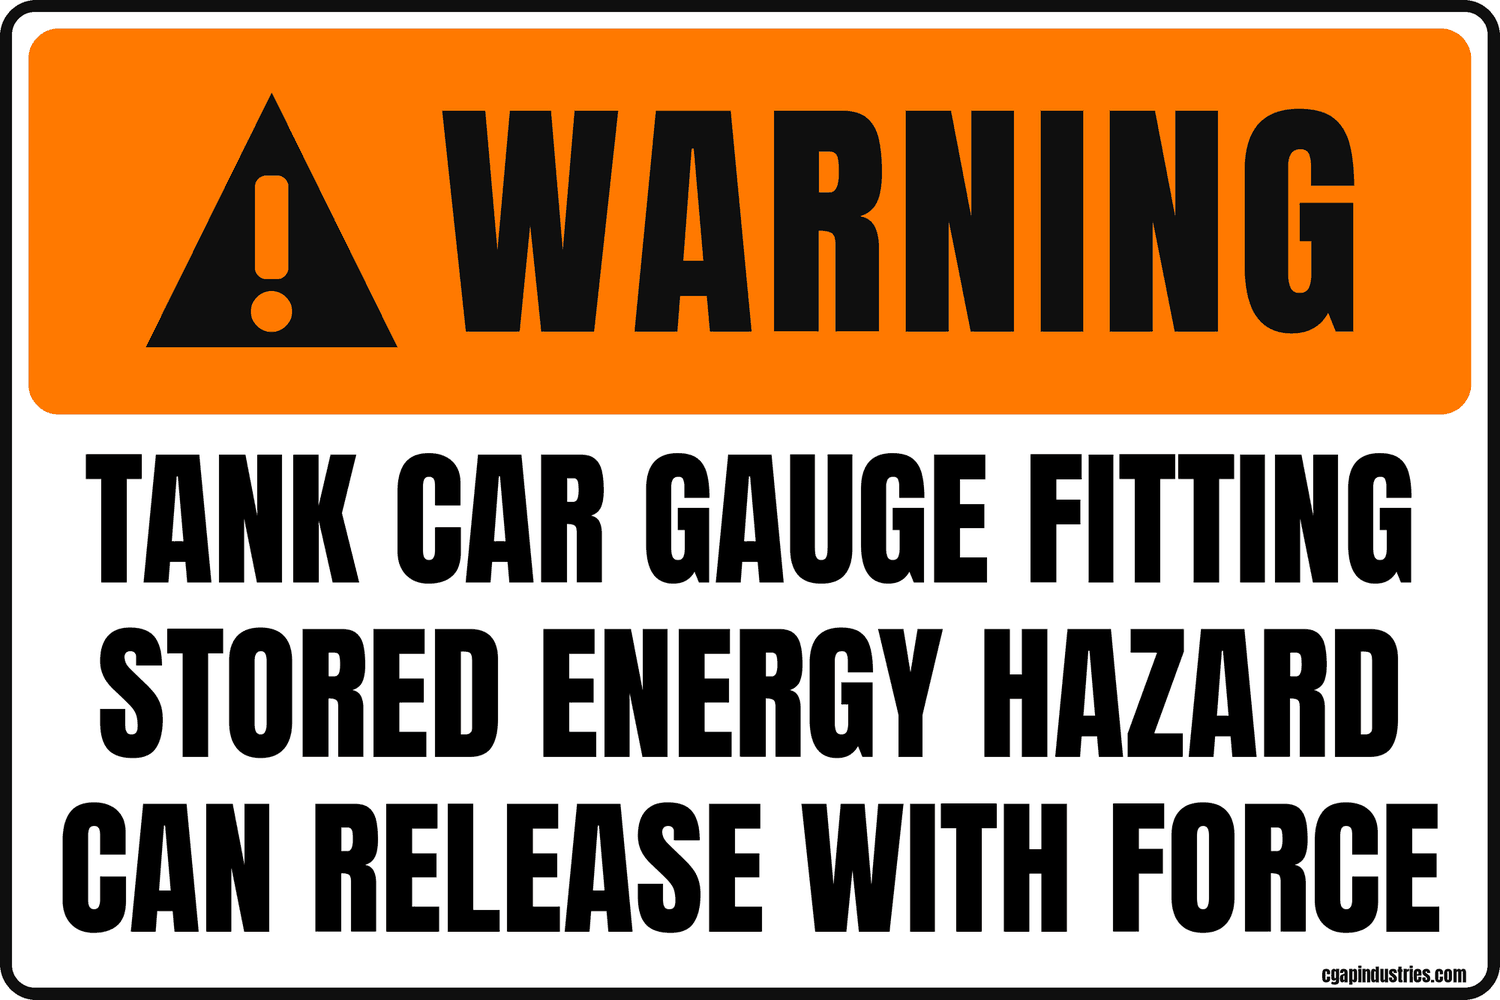 WARNING
TANK CAR GAUGE FITTING
STORED ENERGY HAZARD
CAN RELEASE WITH FORCE
cgapindustries.com